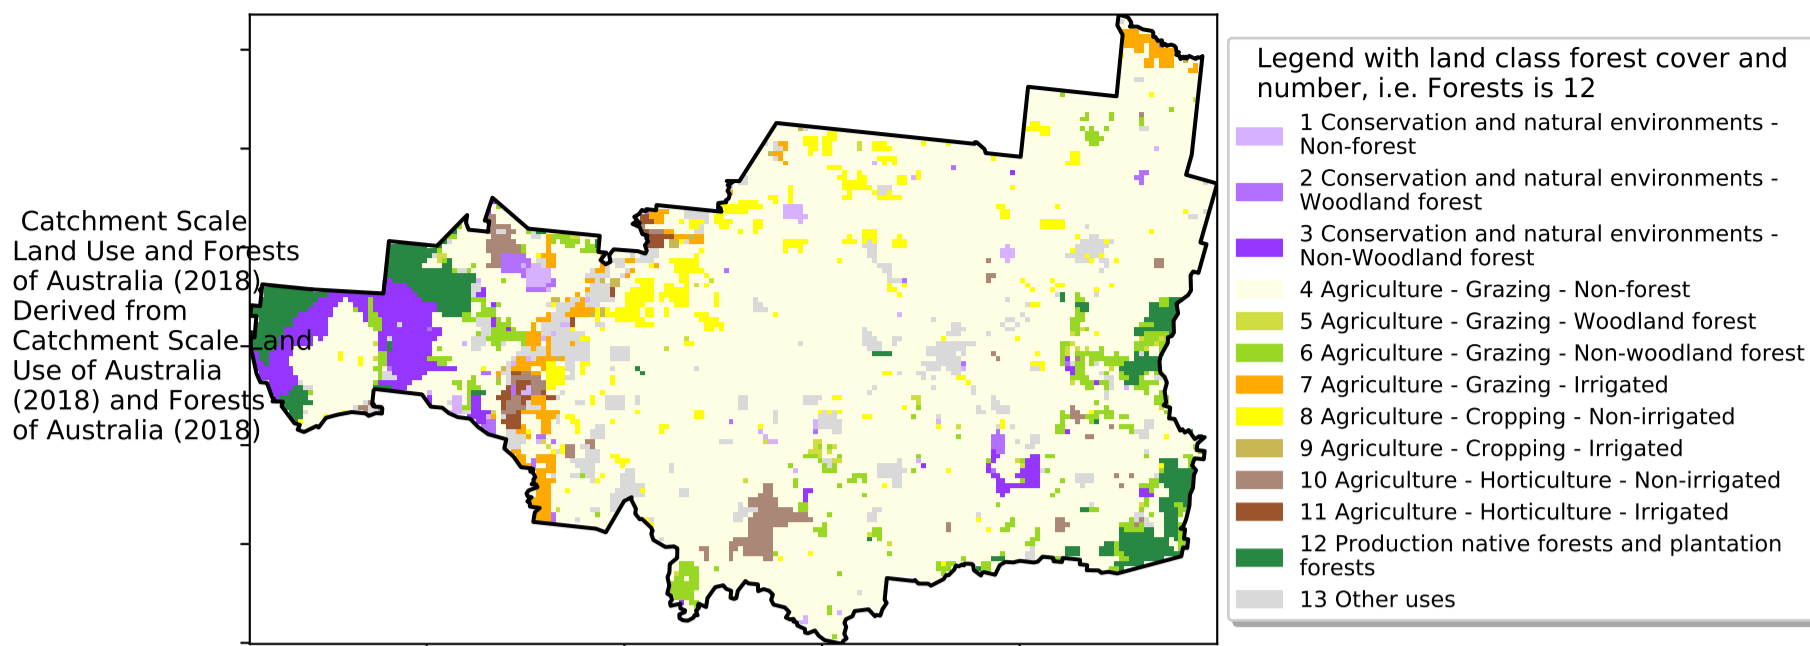 Catchment Scale
Land Use and Forests
of Australia (2018)
Derived from
Catchment Scale Land
Use of Australia
(2018) and Forests
of Australia (2018)
Legend with land class forest cover and
number, i.e. Forests is 12
1 Conservation and natural environments -
Non-forest
2 Conservation and natural environments -
Woodland forest
3 Conservation and natural environments -
Non-Woodland forest
4 Agriculture - Grazing - Non-forest
5 Agriculture - Grazing - Woodland forest
6 Agriculture - Grazing - Non-woodland forest
7 Agriculture - Grazing - Irrigated
8 Agriculture - Cropping - Non-irrigated
9 Agriculture - Cropping - Irrigated
10 Agriculture - Horticulture - Non-irrigated
11 Agriculture - Horticulture - Irrigated
12 Production native forests and plantation
forests
13 Other uses